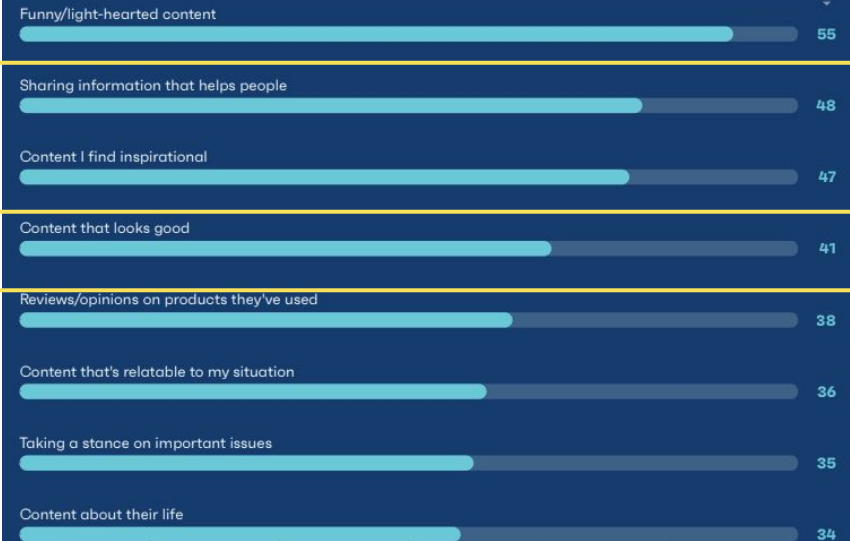 Funny/light-hearted content
55
Sharing information that helps people
48
Content I find inspirational
47
Content that looks good
41
Reviews/opinions on products they've used
38
Content that's relatable to my situation
36
Taking a stance on important issues
35
Content about their life
34